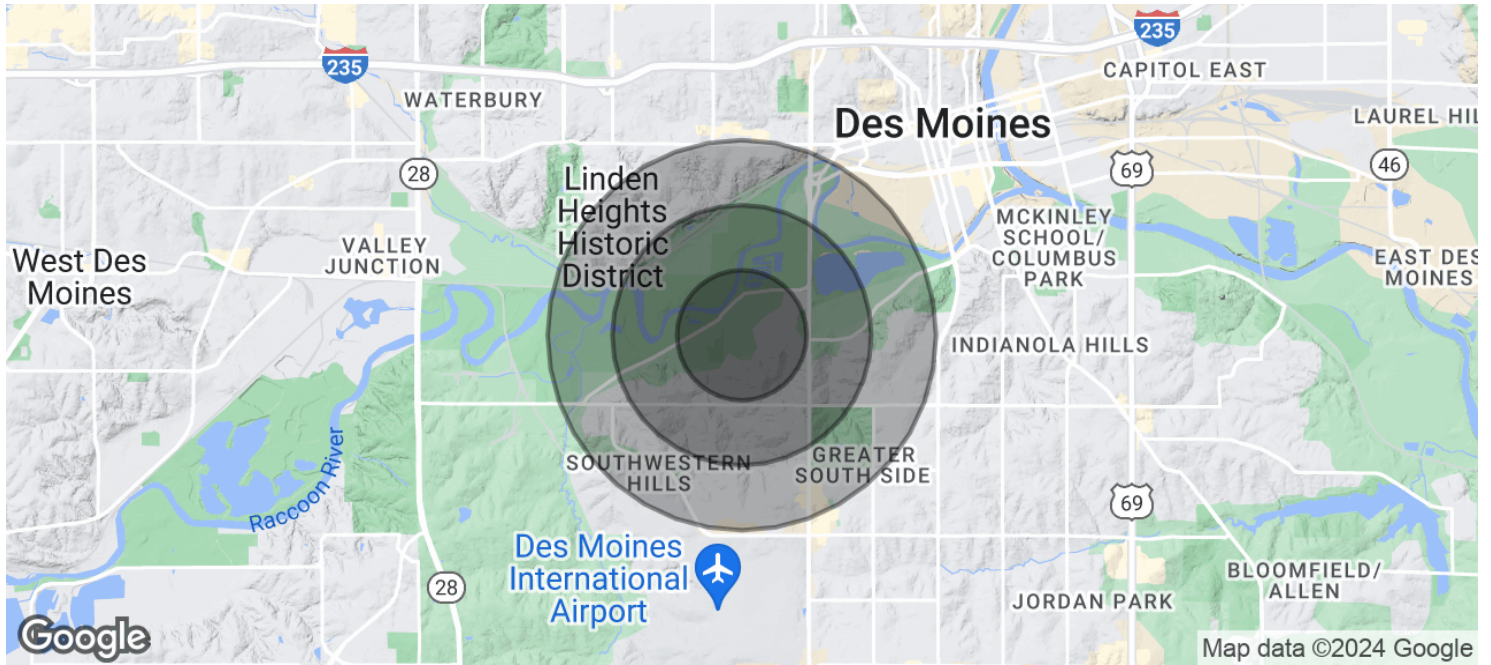 235
235
CAPITOL EAST
WATERBURY
Des Moines
LAUREL HIL
28
69
46
Linden
Heights
Historic
District
MCKINLEY
SCHOOL/
COLUMBUS
PARK
VALLEY
JUNCTION
West Des
Moines
EAST DES
MOINES
INDIANOLA HILLS
SOUTHWESTERN
HILLS
GREATER
SOUTH SIDE
Raccoon River
69
Des Moines
International
Airport
28
BLOOMFIELD/
ALLEN
JORDAN PARK
Google
Map data ©2024 Google